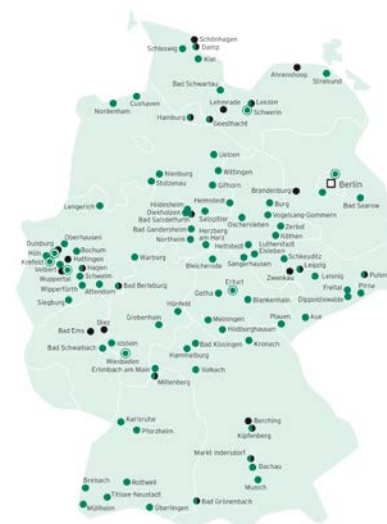 Schönhagen
Schleswig
Damp
Kiel
Ahrenshoop
Stralsund
Bad Schwartau
Cuxhaven
Nordenham
Lehmrade
Leezen
Schwerin
Hamburg
Geesthacht
Uelzen
Wittingen
Nienburg
Stolzenau
Gifhorn
Brandenburg
Berlin
Bad Saarow
Lengerich
Hildesheim
Diekholzen
Bad Salzdetfurth
Helmstedt
Burg
Salzgitter
Vogelsang-Gommern
Bad Gandersheim
Herzberg
am Harz
Oschersleben
Zerbst
Köthen
Northeim
Hettstedt
Lutherstadt
Eisleben
Duisburg
Oberhausen
Bochum
Hüls
Hattingen
Krefeld
Velbert
Hagen
Wuppertal
Schwelm
Wipperfürth
Attendorn
Siegburg
Warburg
Bad Berleburg
Bleicherode
Sangerhausen
Schkeuditz
Leipzig
Zwenkau
Leisnig
Pulsnitz
Freital
Pirna
Dippoldiswalde
Erfurt
Gotha
Blankenhain
Hünfeld
Grebenhain
Meiningen
Hildburghausen
Plauen
Aue
Bad Ems
Diez
Idstein
Bad Schwalbach
Wiesbaden
Bad Kissingen
Kronach
Hammelburg
Erlenbach am Main
Volkach
Miltenberg
Karlsruhe
Pforzheim
Berching
Kipfenberg
Markt Indersdorf
Dachau
Munich
Breisach
Rottweil
Titisee-Neustadt
Müllheim
Überlingen
Bad Grönenbach